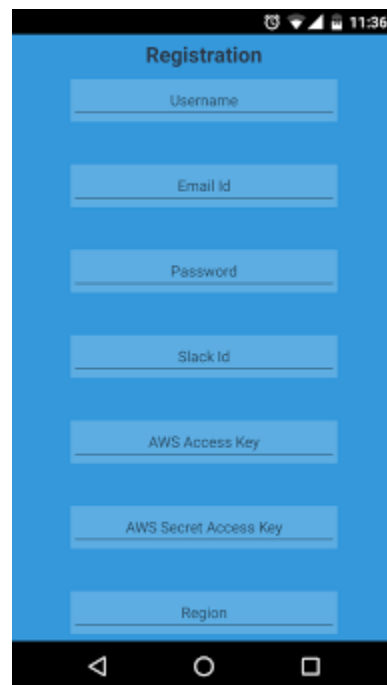 11:36
Registration
Username
Email Id
Password
Slack Id
AWS Access Key
AWS Secret Access Key
Region